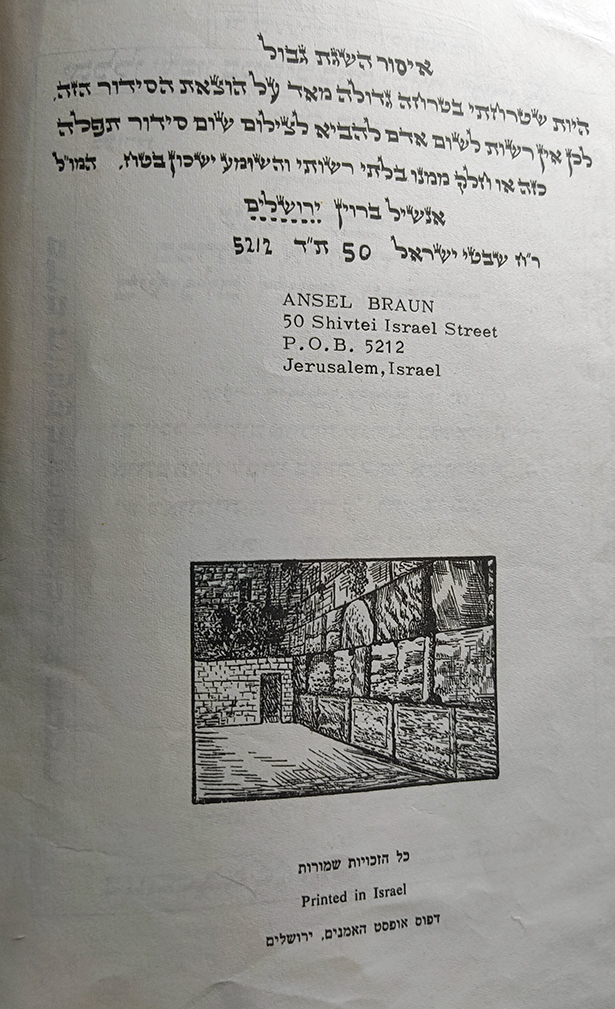 איסור השגת גבול
היות שטרחתי בטרחה גדולה מאד על הוצאת הסידור הזה,
לכן אין רשות לשום אדם להביא לצילום שום סידור תפלה
כזה או חלק ממנו בלתי רשותי והשומע ישכון בטח, המו"ל
אנשיל ברוין ירושלים
ר"ח שבטי ישראל 50 ת"ד 5212
ANSEL BRAUN
50 Shivtei Israel Street
P.O.B. 5212
Jerusalem, Israel
כל הזכויות שמורות
Printed in Israel
דפוס אופסט האמנים, ירושלים